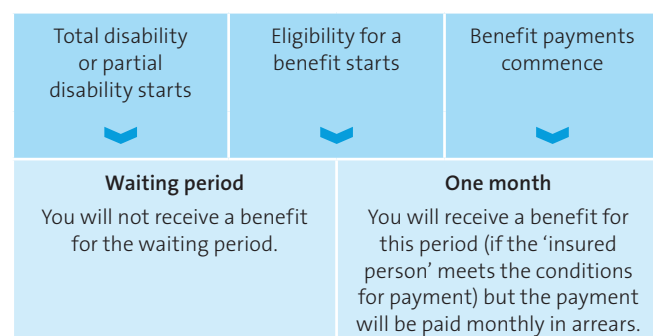 Total disability
or partial
disability starts
Eligibility for a
benefit starts
Benefit payments
commence
Waiting period
You will not receive a benefit
for the waiting period.
One month
You will receive a benefit for
this period (if the ‘insured
person’ meets the conditions
for payment) but the payment
will be paid monthly in arrears.